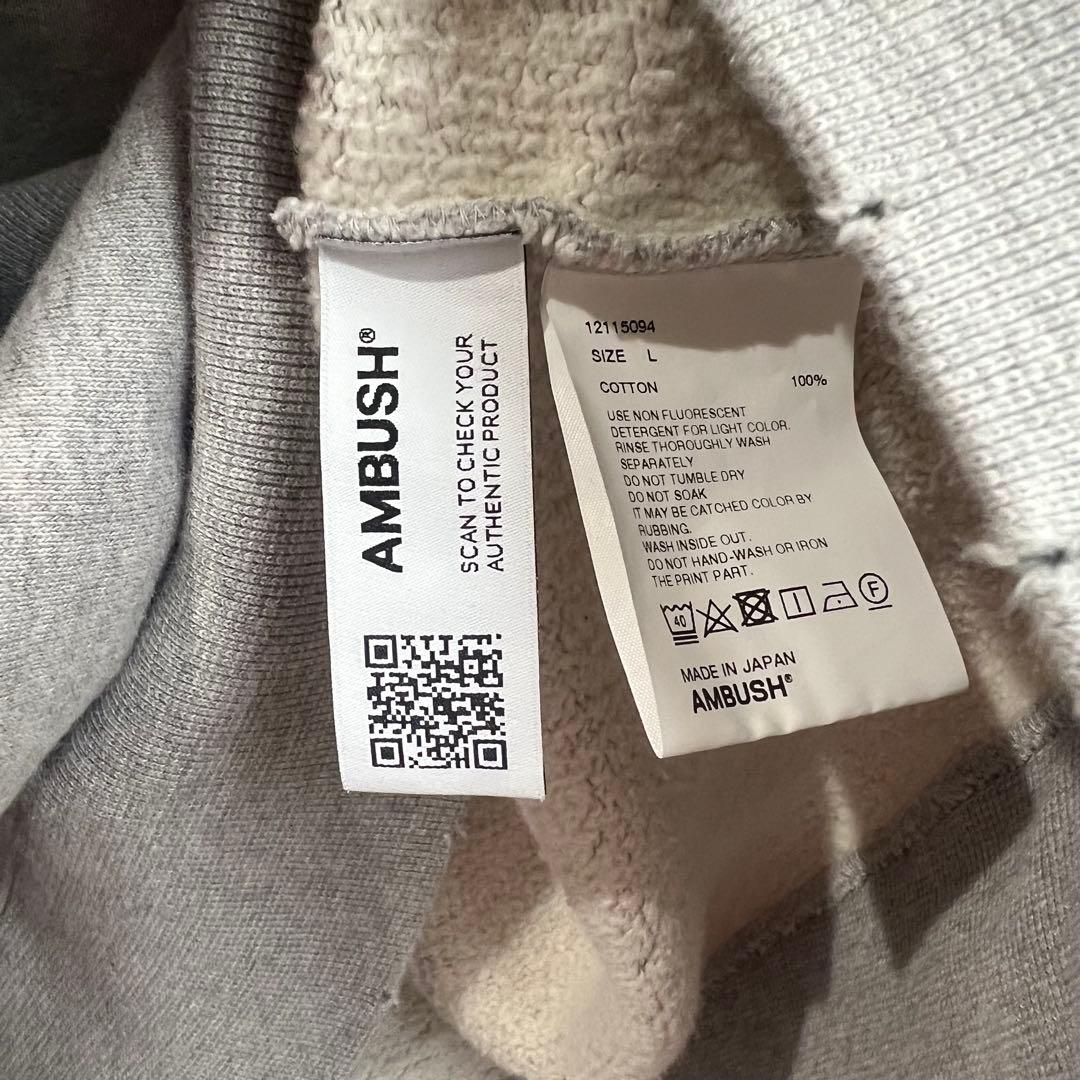 AMBUSH®
SCAN TO CHECK YOUR
AUTHENTIC PRODUCT
12115094
SIZE L
COTTON 100%
USE NON FLUORESCENT
DETERGENT FOR LIGHT COLOR.
RINSE THOROUGHLY WASH
SEPARATELY
DO NOT TUMBLE DRY
DO NOT SOAK
IT MAY BE CATCHED COLOR BY
RUBBING.
WASH INSIDE OUT.
DO NOT HAND-WASH OR IRON
THE PRINT PART.
40 F
MADE IN JAPAN
AMBUSH®